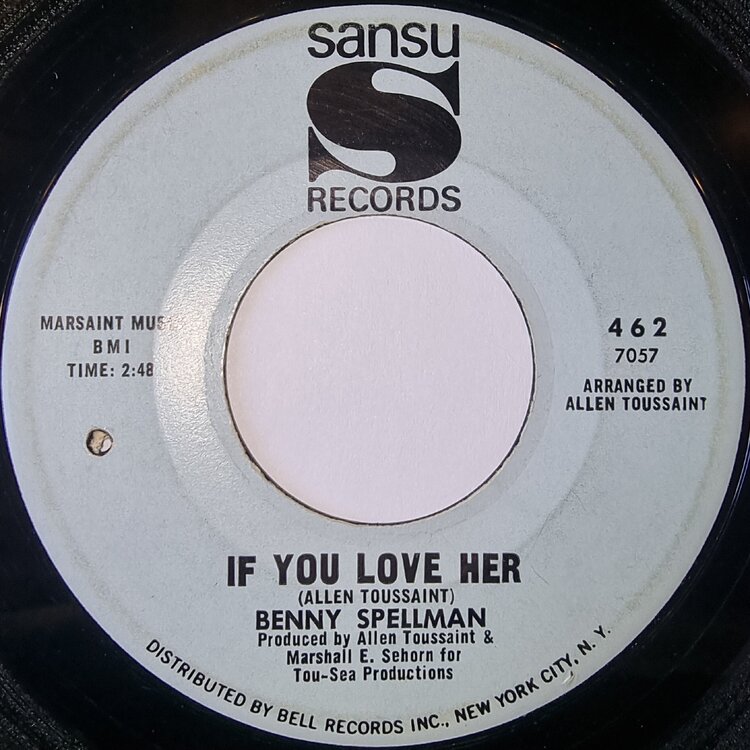 sansu
S
RECORDS
MARSAINT
BMI
TIME: 2:48
462
7057
ARRANGED BY
ALLEN TOUSSAINT
IF YOU LOVE HER
(ALLEN TOUSSAINT)
BENNY SPELLMAN
Produced by Allen Toussaint &
Marshall E. Sehorn for
Tou-Sea Productions
DISTRIBUTED BY BELL RECORDS INC., NEW YORK CITY, N. Y.